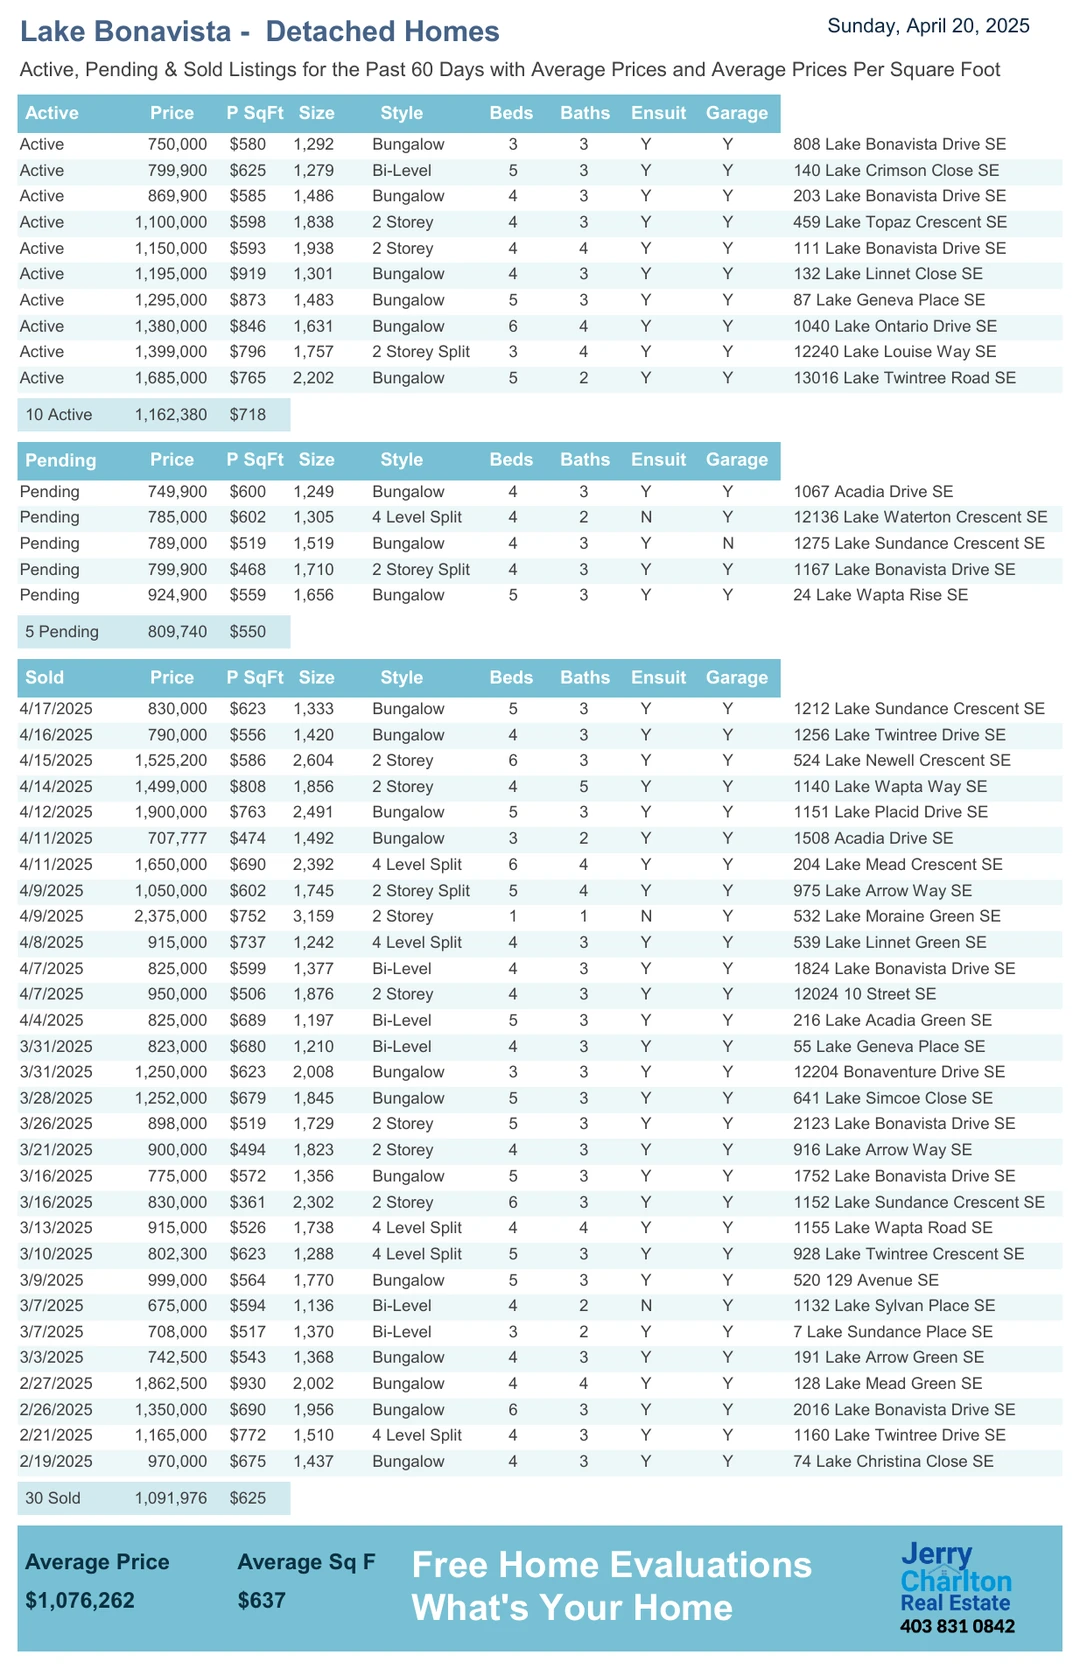 Lake Bonavista -  Detached Homes
Sunday, April 20, 2025
Active, Pending & Sold Listings for the Past 60 Days with Average Prices and Average Prices Per Square Foot
Active Price P SqFt Size Style Beds Baths Ensuit Garage
Active 750,000 $580 1,292 Bungalow 3 3 Y Y 808 Lake Bonavista Drive SE
Active 799,900 $625 1,279 Bi-Level 5 3 Y Y 140 Lake Crimson Close SE
Active 869,900 $585 1,486 Bungalow 4 3 Y Y 203 Lake Bonavista Drive SE
Active 1,100,000 $598 1,838 2 Storey 4 3 Y Y 459 Lake Topaz Crescent SE
Active 1,150,000 $593 1,938 2 Storey 4 4 Y Y 111 Lake Bonavista Drive SE
Active 1,195,000 $919 1,301 Bungalow 4 3 Y Y 132 Lake Linnet Close SE
Active 1,295,000 $873 1,483 Bungalow 5 3 Y Y 87 Lake Geneva Place SE
Active 1,380,000 $846 1,631 Bungalow 6 4 Y Y 1040 Lake Ontario Drive SE
Active 1,399,000 $796 1,757 2 Storey Split 3 4 Y Y 12240 Lake Louise Way SE
Active 1,685,000 $765 2,202 Bungalow 5 2 Y Y 13016 Lake Twintree Road SE
10 Active 1,162,380 $718
Pending Price P SqFt Size Style Beds Baths Ensuit Garage
Pending 749,900 $600 1,249 Bungalow 4 3 Y Y 1067 Acadia Drive SE
Pending 785,000 $602 1,305 4 Level Split 4 2 N Y 12136 Lake Waterton Crescent SE
Pending 789,000 $519 1,519 Bungalow 4 3 Y N 1275 Lake Sundance Crescent SE
Pending 799,900 $468 1,710 2 Storey Split 4 3 Y Y 1167 Lake Bonavista Drive SE
Pending 924,900 $559 1,656 Bungalow 5 3 Y Y 24 Lake Wapta Rise SE
5 Pending 809,740 $550
Sold Price P SqFt Size Style Beds Baths Ensuit Garage
4/17/2025 830,000 $623 1,333 Bungalow 5 3 Y Y 1212 Lake Sundance Crescent SE
4/16/2025 790,000 $556 1,420 Bungalow 4 3 Y Y 1256 Lake Twintree Drive SE
4/15/2025 1,525,200 $586 2,604 2 Storey 6 3 Y Y 524 Lake Newell Crescent SE
4/14/2025 1,499,000 $808 1,856 2 Storey 4 5 Y Y 1140 Lake Wapta Way SE
4/12/2025 1,900,000 $763 2,491 Bungalow 5 3 Y Y 1151 Lake Placid Drive SE
4/11/2025 707,777 $474 1,492 Bungalow 3 2 Y Y 1508 Acadia Drive SE
4/11/2025 1,650,000 $690 2,392 4 Level Split 6 4 Y Y 204 Lake Mead Crescent SE
4/9/2025 1,050,000 $602 1,745 2 Storey Split 5 4 Y Y 975 Lake Arrow Way SE
4/9/2025 2,375,000 $752 3,159 2 Storey 1 1 N Y 532 Lake Moraine Green SE
4/8/2025 915,000 $737 1,242 4 Level Split 4 3 Y Y 539 Lake Linnet Green SE
4/7/2025 825,000 $599 1,377 Bi-Level 4 3 Y Y 1824 Lake Bonavista Drive SE
4/7/2025 950,000 $506 1,876 2 Storey 4 3 Y Y 12024 10 Street SE
4/4/2025 825,000 $689 1,197 Bi-Level 5 3 Y Y 216 Lake Acadia Green SE
3/31/2025 823,000 $680 1,210 Bi-Level 4 3 Y Y 55 Lake Geneva Place SE
3/31/2025 1,250,000 $623 2,008 Bungalow 3 3 Y Y 12204 Bonaventure Drive SE
3/28/2025 1,252,000 $679 1,845 Bungalow 5 3 Y Y 641 Lake Simcoe Close SE
3/26/2025 898,000 $519 1,729 2 Storey 5 3 Y Y 2123 Lake Bonavista Drive SE
3/21/2025 900,000 $494 1,823 2 Storey 4 3 Y Y 916 Lake Arrow Way SE
3/16/2025 775,000 $572 1,356 Bungalow 5 3 Y Y 1752 Lake Bonavista Drive SE
3/16/2025 830,000 $361 2,302 2 Storey 6 3 Y Y 1152 Lake Sundance Crescent SE
3/13/2025 915,000 $526 1,738 4 Level Split 4 4 Y Y 1155 Lake Wapta Road SE
3/10/2025 802,300 $623 1,288 4 Level Split 5 3 Y Y 928 Lake Twintree Crescent SE
3/9/2025 999,000 $564 1,770 Bungalow 5 3 Y Y 520 129 Avenue SE
3/7/2025 675,000 $594 1,136 Bi-Level 4 2 N Y 1132 Lake Sylvan Place SE
3/7/2025 708,000 $517 1,370 Bi-Level 3 2 Y Y 7 Lake Sundance Place SE
3/3/2025 742,500 $543 1,368 Bungalow 4 3 Y Y 191 Lake Arrow Green SE
2/27/2025 1,862,500 $930 2,002 Bungalow 4 4 Y Y 128 Lake Mead Green SE
2/26/2025 1,350,000 $690 1,956 Bungalow 6 3 Y Y 2016 Lake Bonavista Drive SE
2/21/2025 1,165,000 $772 1,510 4 Level Split 4 3 Y Y 1160 Lake Twintree Drive SE
2/19/2025 970,000 $675 1,437 Bungalow 4 3 Y Y 74 Lake Christina Close SE
30 Sold 1,091,976 $625
Average Price Average Sq F
$1,076,262 $637
Free Home Evaluations
What's Your Home
Jerry
Charlton
Real Estate
403 831 0842